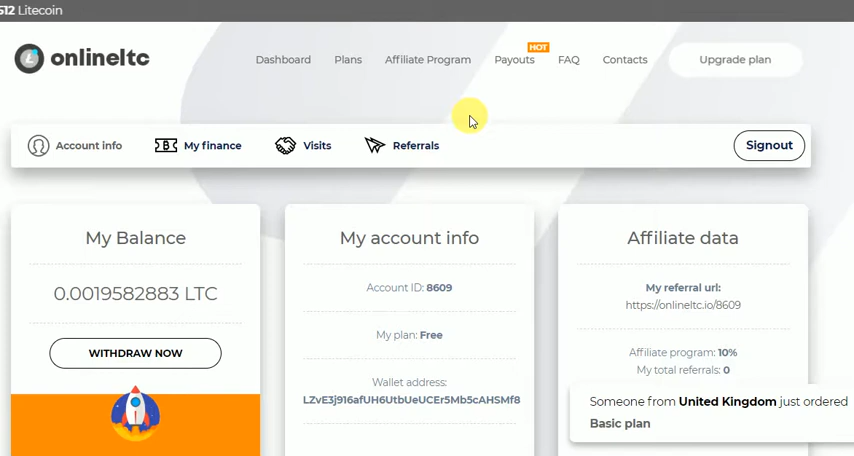 512 Litecoin
onlineltc
Dashboard
Plans
Affiliate Program
HOT
Payouts
FAQ
Contacts
Upgrade plan
Account info
My finance
Visits
Referrals
Signout
My Balance
0.0019582883 LTC
WITHDRAW NOW
My account info
Account ID: 8609
My plan: Free
Wallet address:
LZvE3j916afUH6UtbUeUCEr5Mb5cAHSMf8
Affiliate data
My referral url:
https://onlineltc.io/8609
Affiliate program: 10%
My total referrals: 0
Someone from United Kingdom just ordered
Basic plan